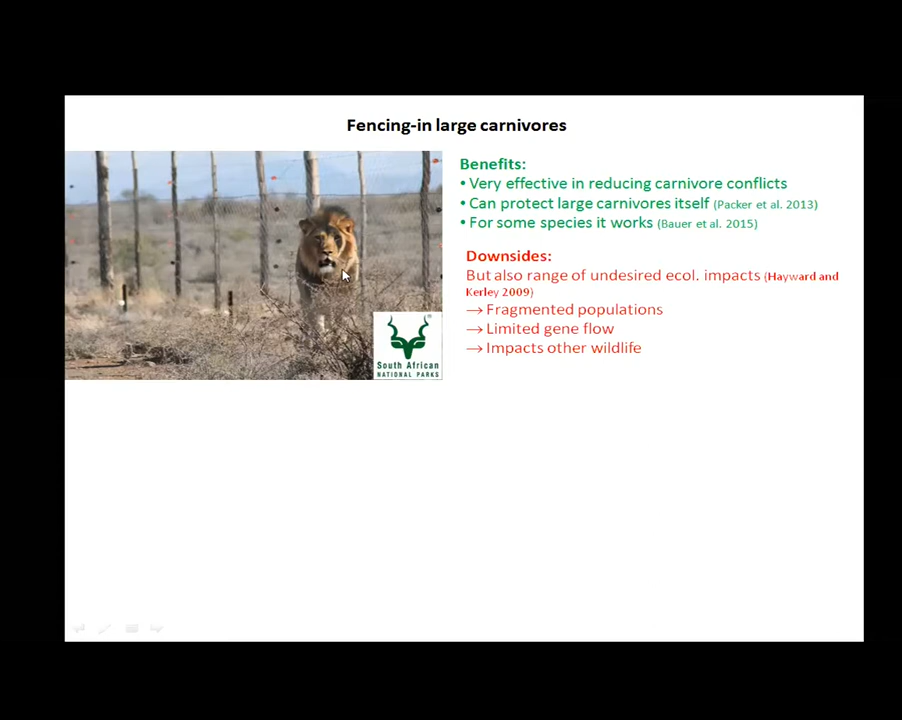 Fencing-in large carnivores
Benefits:
• Very effective in reducing carnivore conflicts
• Can protect large carnivores itself (Packer et al. 2013)
• For some species it works (Bauer et al. 2015)
Downsides:
But also range of undesired ecol. impacts (Hayward and
Kerley 2009)
→ Fragmented populations
→ Limited gene flow
→ Impacts other wildlife
South African
NATIONAL PARKS